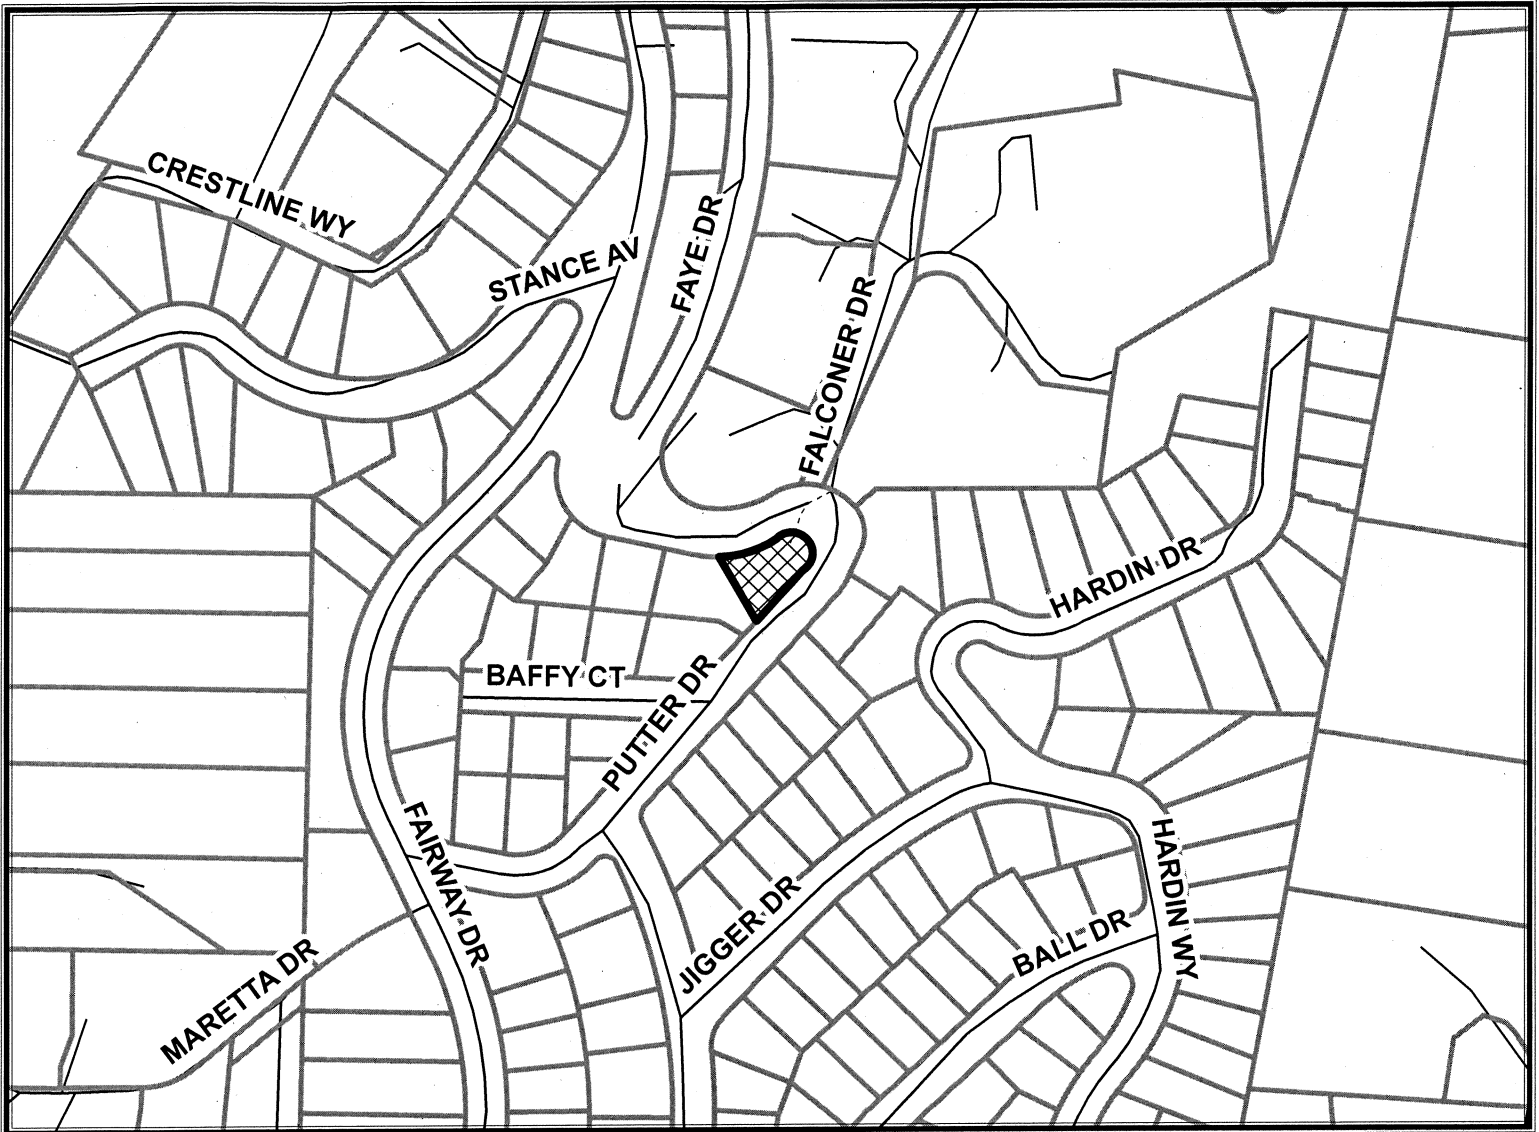 CRESTLINE WY
STANCE AV
FAYE DR
FALCONER DR
HARDIN DR
BAFFY CT
PUTTER DR
FAIRWAY DR
JIGGER DR
HARDIN WY
BALL DR
MARETTA DR